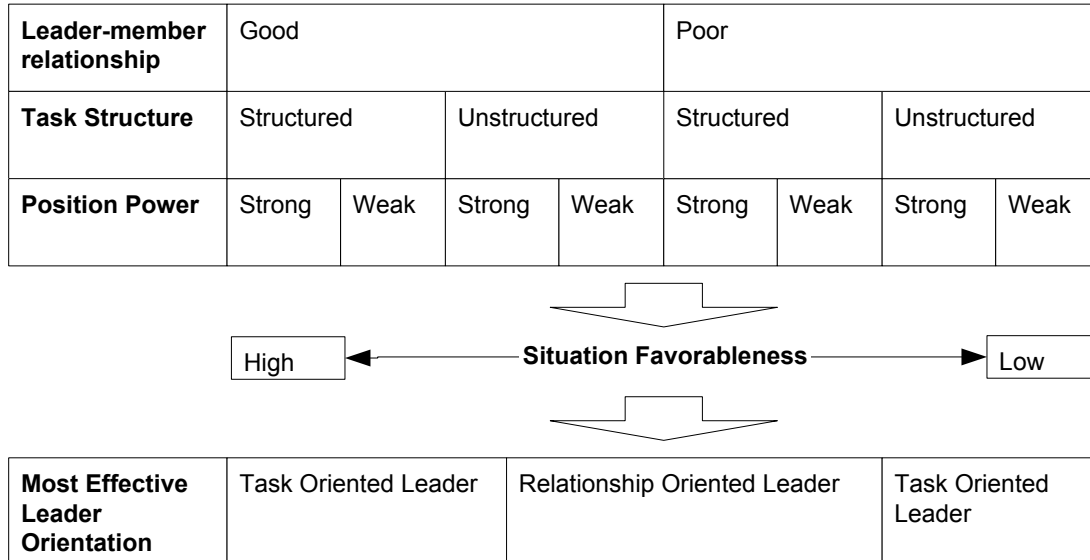 Leader-member relationship Good Poor
Task Structure Structured Unstructured Structured Unstructured
Position Power Strong Weak Strong Weak Strong Weak Strong Weak
High Situation Favorableness Low
Most Effective Leader Orientation Task Oriented Leader Relationship Oriented Leader Task Oriented Leader